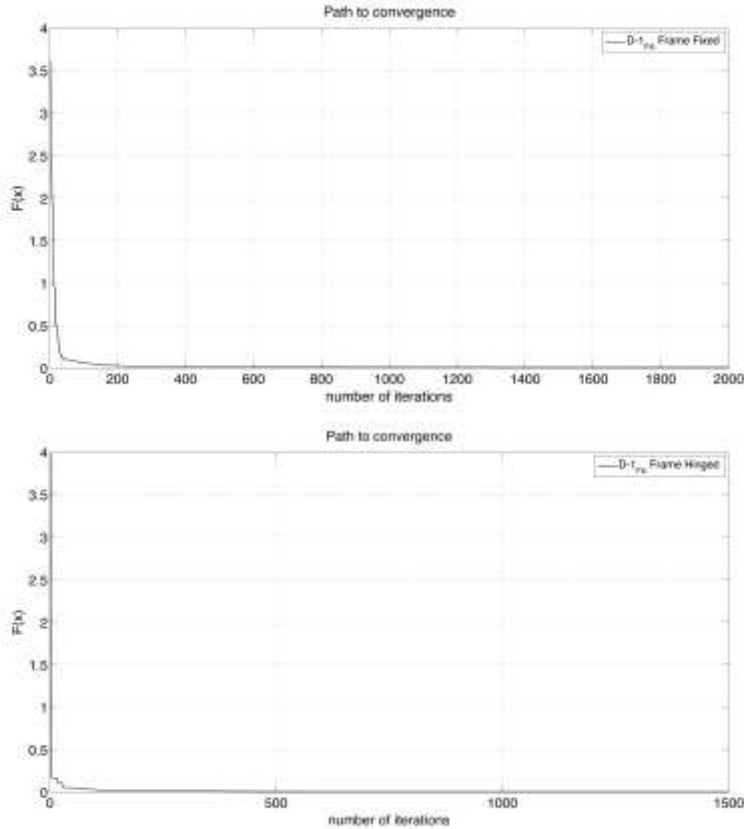 Path to convergence
D-1 Frame Fixed
4
3.5
3
2.5
2
1.5
1
0.5
0
F(x)
0 200 400 600 800 1000 1200 1400 1600 1800 2000
number of iterations
Path to convergence
D-1 Frame Hinged
4
3.5
3
2.5
2
1.5
1
0.5
0
F(x)
0 500 1000 1500
number of iterations